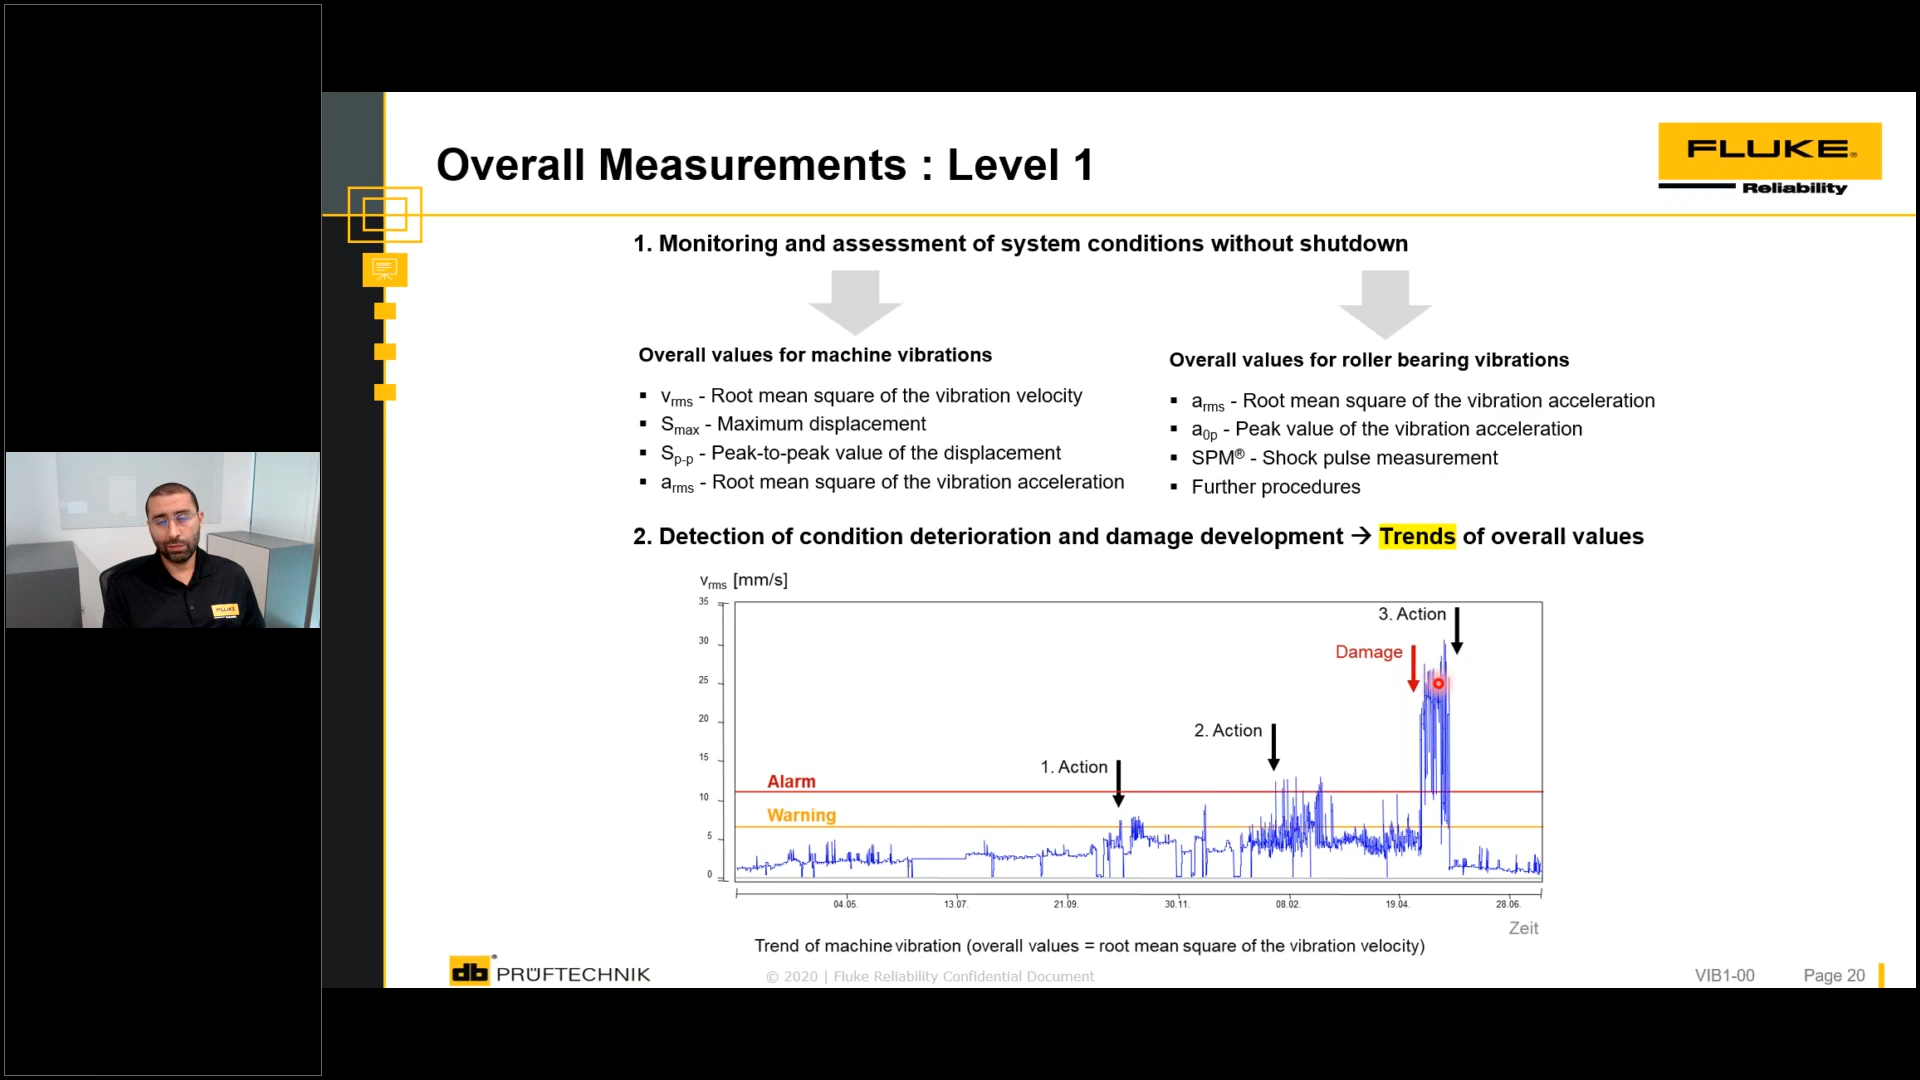 Overall Measurements : Level 1
FLUKE®
Reliability
1. Monitoring and assessment of system conditions without shutdown
Overall values for machine vibrations
▪ vrms - Root mean square of the vibration velocity
▪ Smax - Maximum displacement
▪ Sp-p - Peak-to-peak value of the displacement
▪ arms - Root mean square of the vibration acceleration
Overall values for roller bearing vibrations
▪ arms - Root mean square of the vibration acceleration
▪ a0p - Peak value of the vibration acceleration
▪ SPM® - Shock pulse measurement
▪ Further procedures
2. Detection of condition deterioration and damage development → Trends of overall values
vrms [mm/s]
35
30
25
20
15
10
5
0
3. Action
Damage
2. Action
1. Action
Alarm
Warning
04.05.
13.07.
21.09.
30.11.
08.02.
19.04.
28.06.
Zeit
Trend of machine vibration (overall values = root mean square of the vibration velocity)
db PRÜFTECHNIK
© 2020 | Fluke Reliability Confidential Document
VIB1-00
Page 20
FLUKE